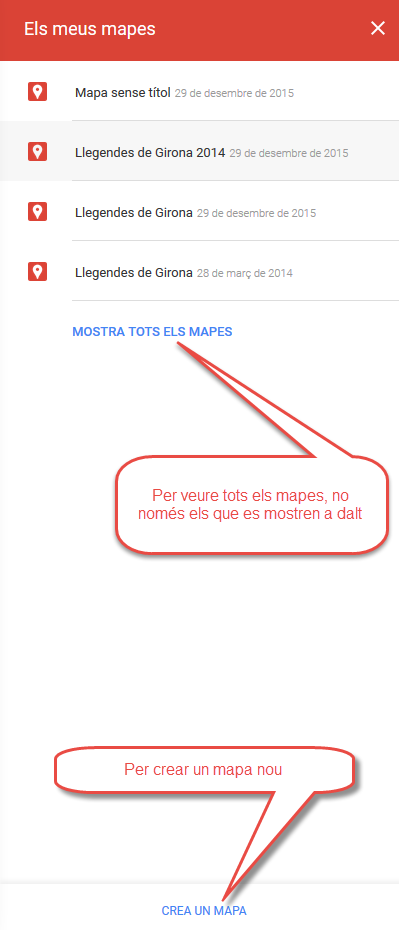 Els meus mapes
Mapa sense títol 29 de desembre de 2015
Llegendes de Girona 2014 29 de desembre de 2015
Llegendes de Girona 29 de desembre de 2015
Llegendes de Girona 28 de març de 2014
MOSTRA TOTS ELS MAPES
Per veure tots els mapes, no
només els que es mostren a dalt
Per crear un mapa nou
CREA UN MAPA